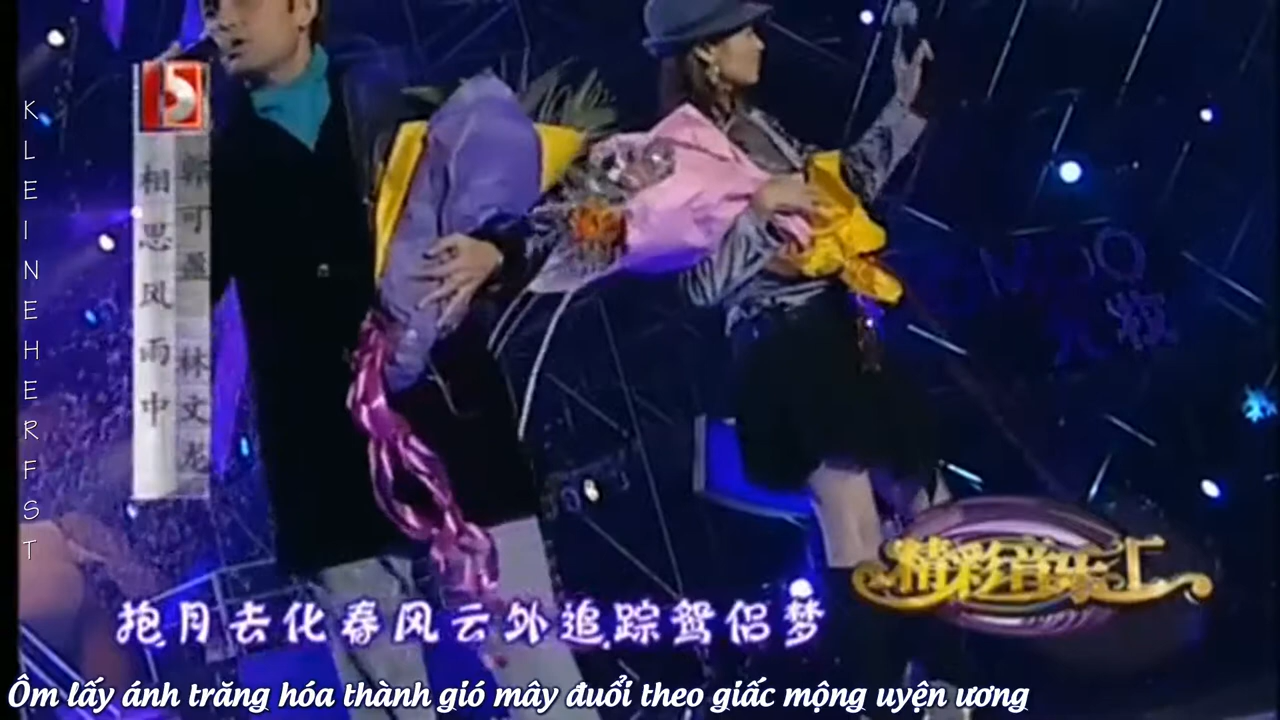 KLEINEHERFST
相思风雨中
韩可盈 林文龙
精彩音乐汇
抱月去化春风云外追踪鸳侣梦
Ôm lấy ánh trăng hóa thành gió mây đuổi theo giấc mộng uyện ương